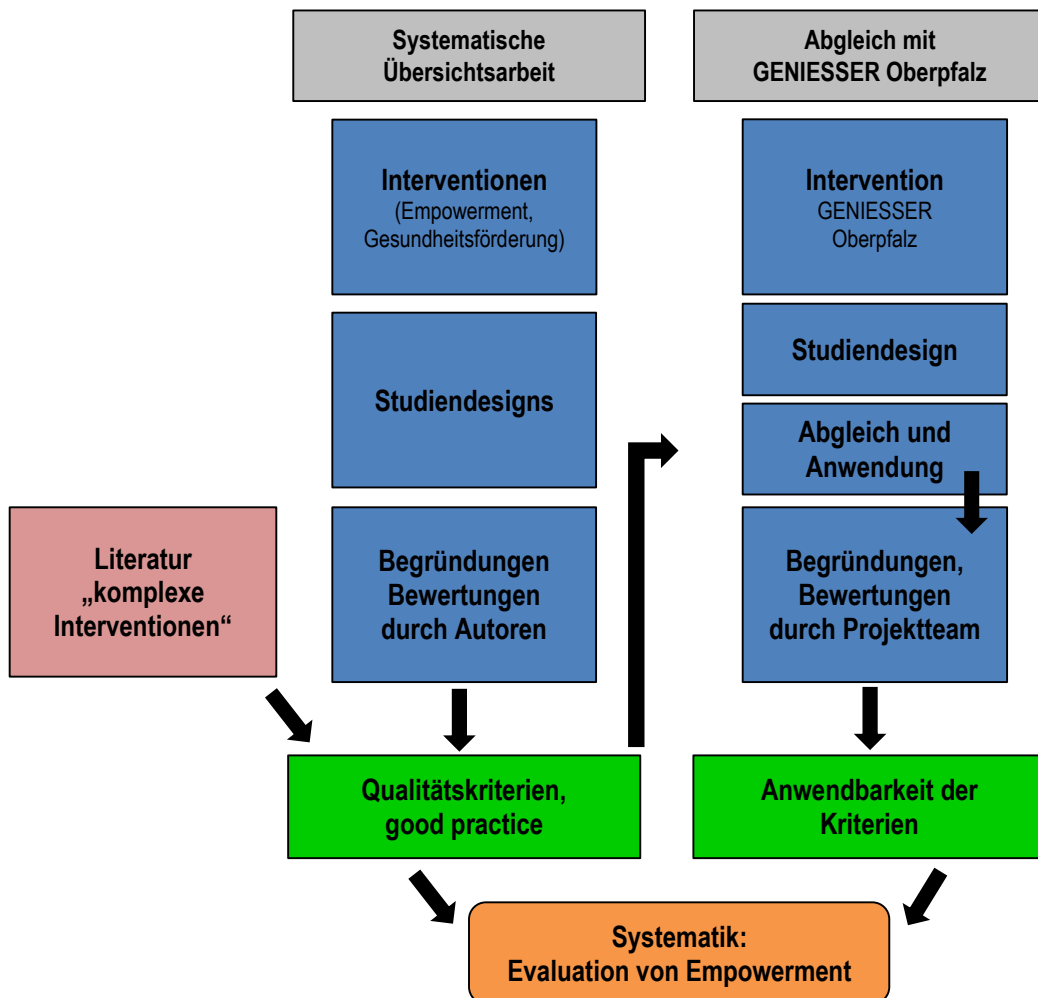 Systematische
Übersichtsarbeit
Abgleich mit
GENIESSER Oberpfalz
Interventionen
(Empowerment,
Gesundheitsförderung)
Intervention
GENIESSER
Oberpfalz
Studiendesigns
Studiendesign
Abgleich und
Anwendung
Literatur
„komplexe
Interventionen“
Begründungen
Bewertungen
durch Autoren
Begründungen,
Bewertungen
durch Projektteam
Qualitätskriterien,
good practice
Anwendbarkeit der
Kriterien
Systematik:
Evaluation von Empowerment